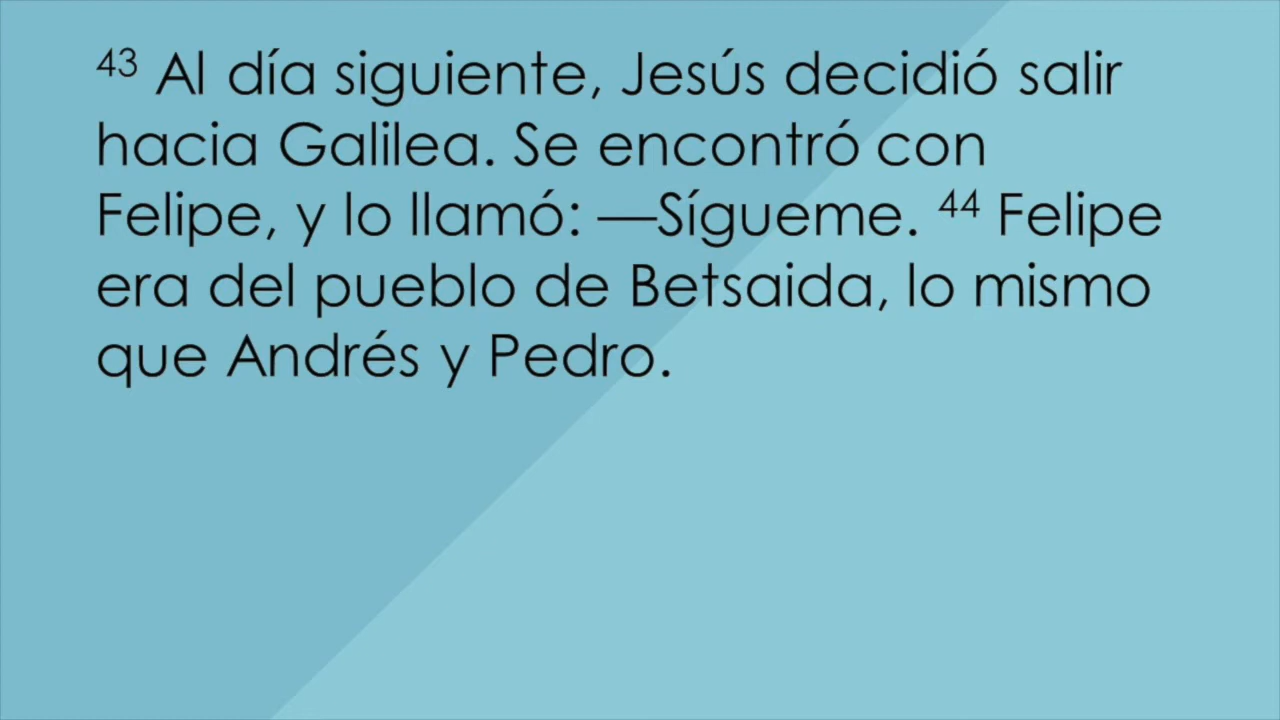 ⁴³ Al día siguiente, Jesús decidió salir
hacia Galilea. Se encontró con
Felipe, y lo llamó: —Sígueme. ⁴⁴ Felipe
era del pueblo de Betsaida, lo mismo
que Andrés y Pedro.